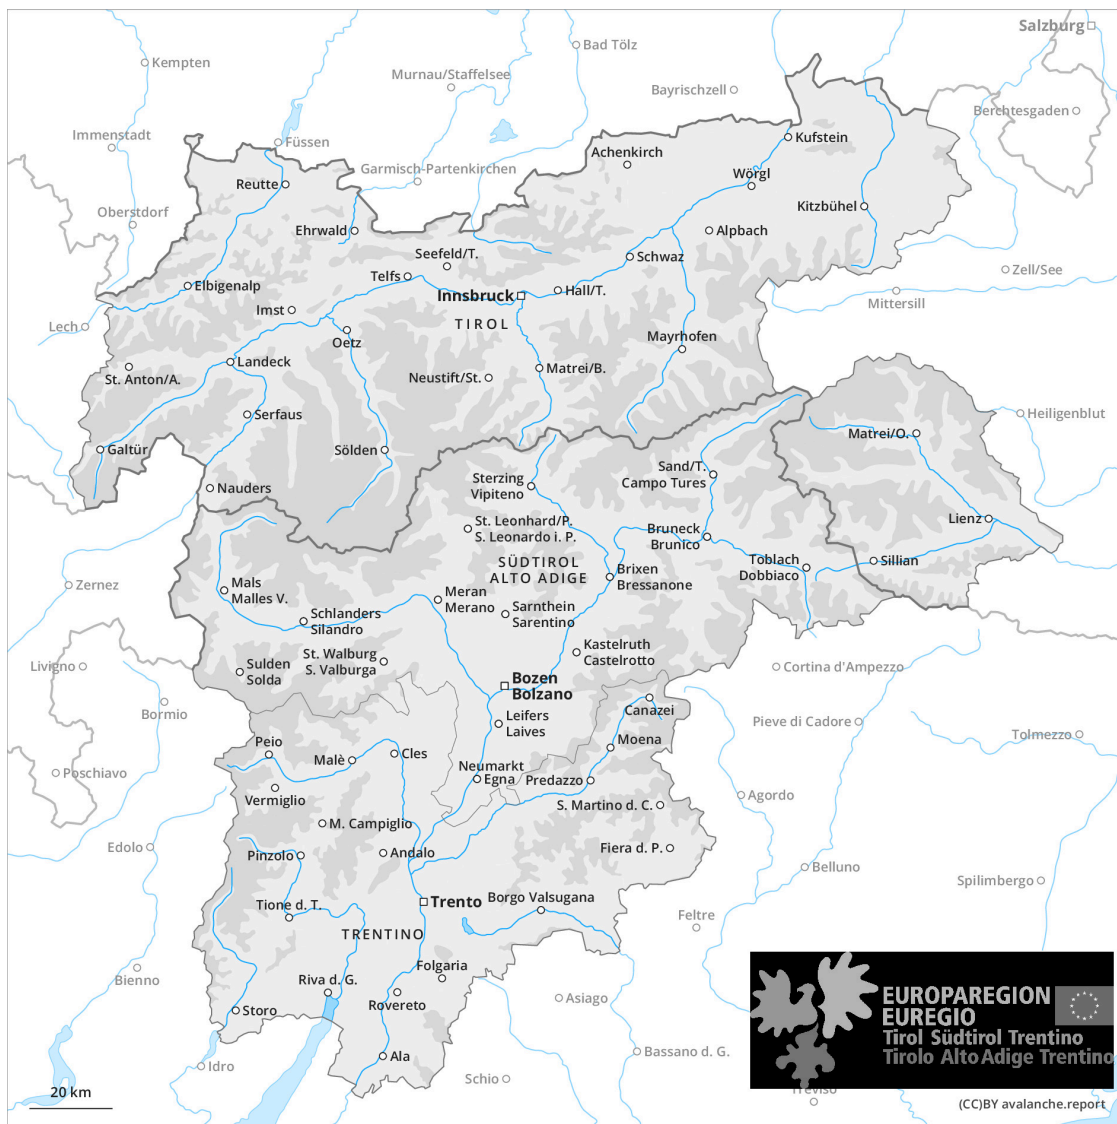 Salzburg
Bad Tölz
Kempten
Murnau/Staffelsee
Bayrischzell
Berchtesgaden
Immenstadt
Füssen
Kufstein
Achenkirch
Garmisch-Partenkirchen
Wörgl
Reutte
Oberstdorf
Kitzbühel
Ehrwald
Alpbach
Seefeld/T.
Schwaz
Zell/See
Telfs
Elbigenalp
Hall/T.
Innsbruck
Mittersill
Imst
TIROL
Lech
Oetz
Mayrhofen
Landeck
Matrei/B.
St. Anton/A.
Neustift/St.
Serfaus
Heiligenblut
Matrei/O.
Galtür
Sölden
Sand/T.
Campo Tures
Sterzing
Vipiteno
Nauders
Lienz
St. Leonhard/P.
S. Leonardo i. P.
Bruneck
Brunico
SÜDTIROL
ALTO ADIGE
Toblach
Dobbiaco
Sillian
Brixen
Bressanone
Zernez
Mals
Malles V.
Meran
Merano
Schlanders
Silandro
Sarnthein
Sarentino
Kastelruth
Castelrotto
St. Walburg
S. Valburga
Livigno
Sulden
Solda
Cortina d'Ampezzo
Bozen
Bolzano
Canazei
Bormio
Leifers
Laives
Pieve di Cadore
Tolmezzo
Moena
Peio
Cles
Malè
Neumarkt
Egna
Poschiavo
Predazzo
Vermiglio
Agordo
S. Martino d. C.
M. Campiglio
Edolo
Fiera d. P.
Pinzolo
Andalo
Belluno
Spilimbergo
Borgo Valsugana
Trento
Tione d. T.
Feltre
TRENTINO
Folgaria
Bienno
Riva d. G.
Rovereto
Asiago
Storo
EUROPAREGION
EUREGIO
Tirol Südtirol Trentino
Tirolo Alto Adige Trentino
Ala
Bassano d. G.
Idro
Schio
Treviso
20 km
(CC)BY avalanche.report